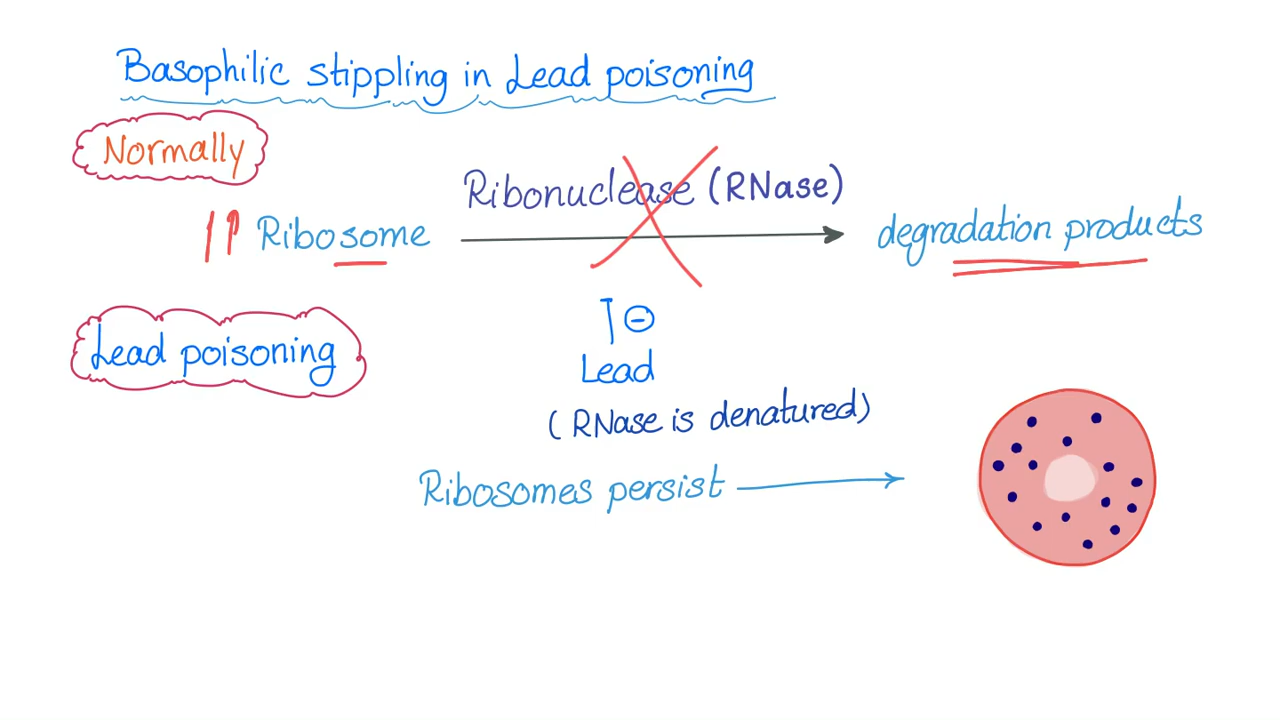 Basophilic stippling in Lead poisoning
Normally
Ribonuclease (RNase)
Ribosome
degradation products
Lead poisoning
Lead
(RNase is denatured)
Ribosomes persist